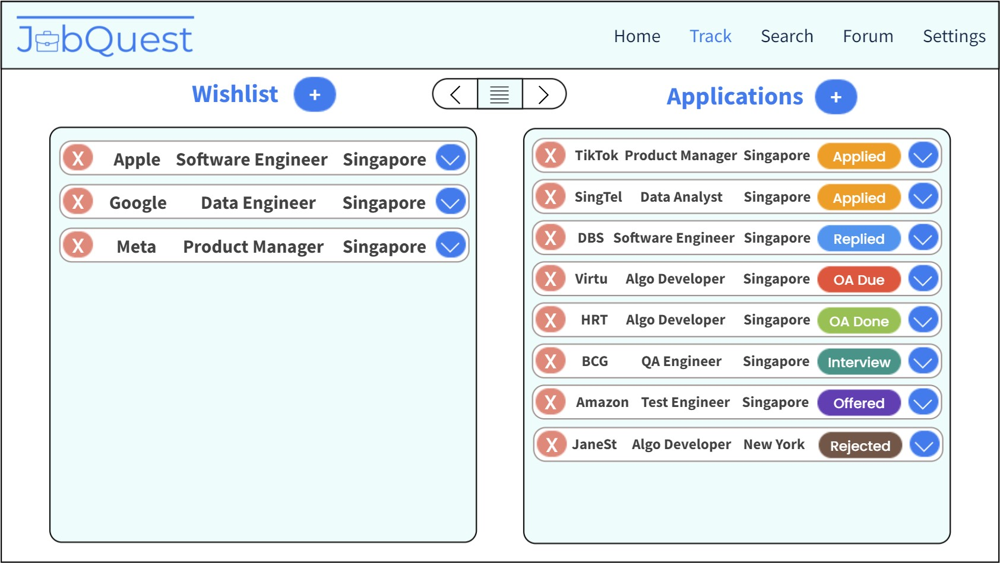 JobQuest
Home Track Search Forum Settings
Wishlist +
X Apple Software Engineer Singapore
X Google Data Engineer Singapore
X Meta Product Manager Singapore
Applications +
X TikTok Product Manager Singapore Applied
X SingTel Data Analyst Singapore Applied
X DBS Software Engineer Singapore Replied
X Virtu Algo Developer Singapore OA Due
X HRT Algo Developer Singapore OA Done
X BCG QA Engineer Singapore Interview
X Amazon Test Engineer Singapore Offered
X JaneSt Algo Developer New York Rejected